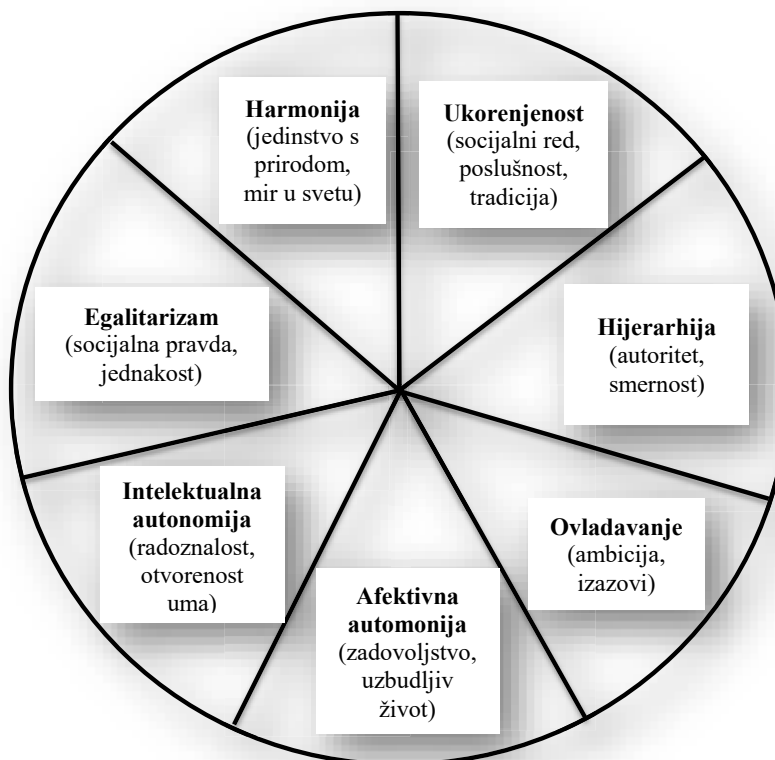 Harmonija
(jedinstvo s
prirodom,
mir u svetu)
Ukorenjenost
(socijalni red,
poslušnost,
tradicija)
Egalitarizam
(socijalna pravda,
jednakost)
Hijerarhija
(autoritet,
smernost)
Intelektualna
autonomija
(radoznalost,
otvorenost
uma)
Ovladavanje
(ambicija,
izazovi)
Afektivna
automonija
(zadovoljstvo,
uzbudljiv
život)